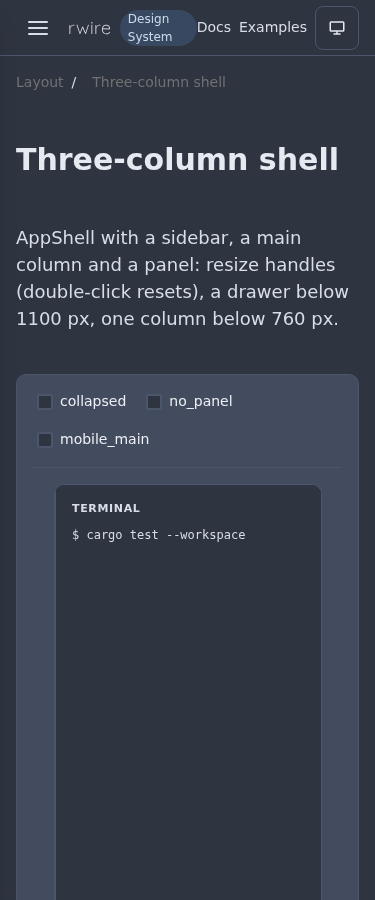 rwire
Design
System
Docs Examples
Layout / Three-column shell
Three-column shell
AppShell with a sidebar, a main
column and a panel: resize handles
(double-click resets), a drawer below
1100 px, one column below 760 px.
collapsed no_panel
mobile_main
TERMINAL
$ cargo test --workspace